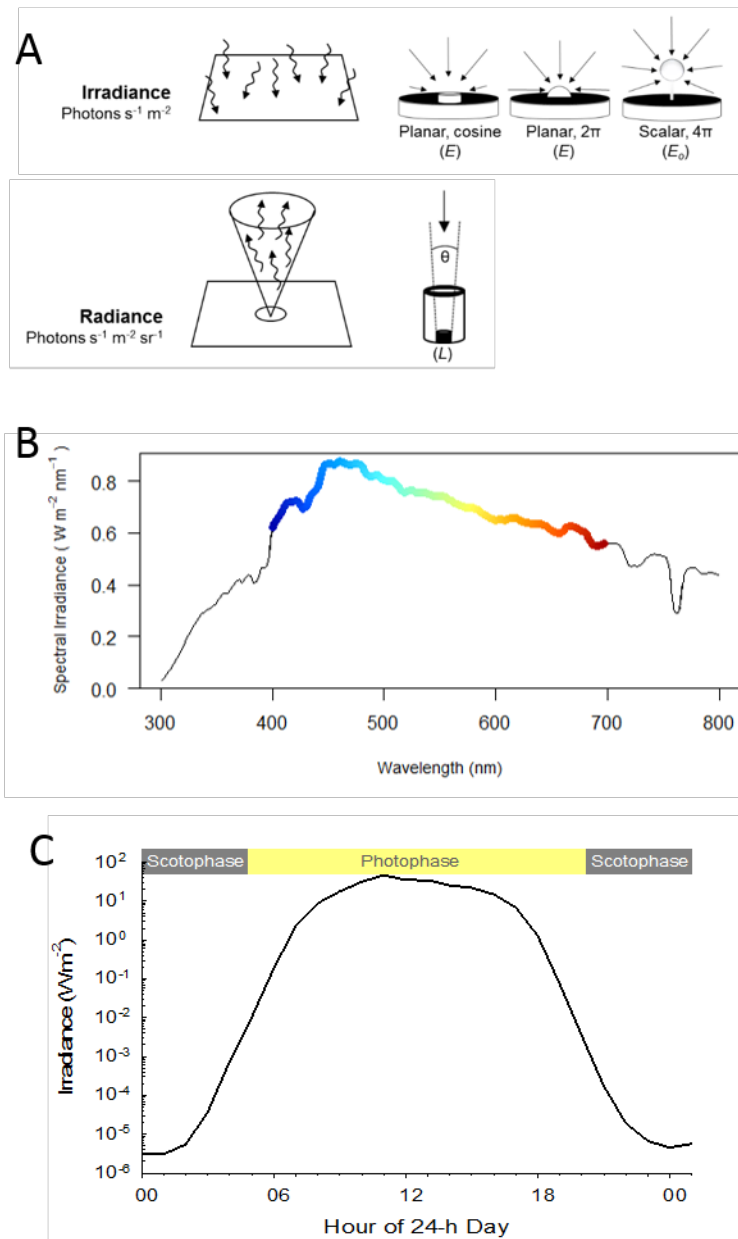 A
Irradiance
Photons s⁻¹ m⁻²
Planar, cosine
(E)
Planar, 2π
(E)
Scalar, 4π
(Eₒ)
Radiance
Photons s⁻¹ m⁻² sr⁻¹
θ
(L)
B
Spectral Irradiance ( W m⁻² nm⁻¹)
0.8
0.6
0.4
0.2
0.0
300 400 500 600 700 800
Wavelength (nm)
C
Scotophase Photophase Scotophase
Irradiance (Wm⁻²)
10²
10¹
10⁰
10⁻¹
10⁻²
10⁻³
10⁻⁴
10⁻⁵
10⁻⁶
00 06 12 18 00
Hour of 24-h Day